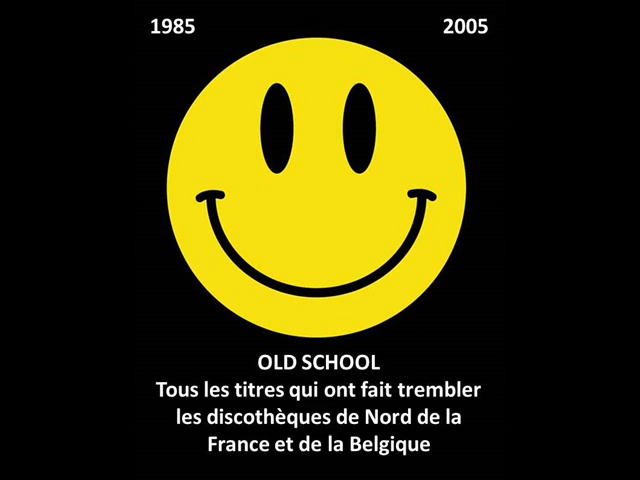 1985 2005
OLD SCHOOL
Tous les titres qui ont fait trembler
les discothèques de Nord de la
France et de la Belgique